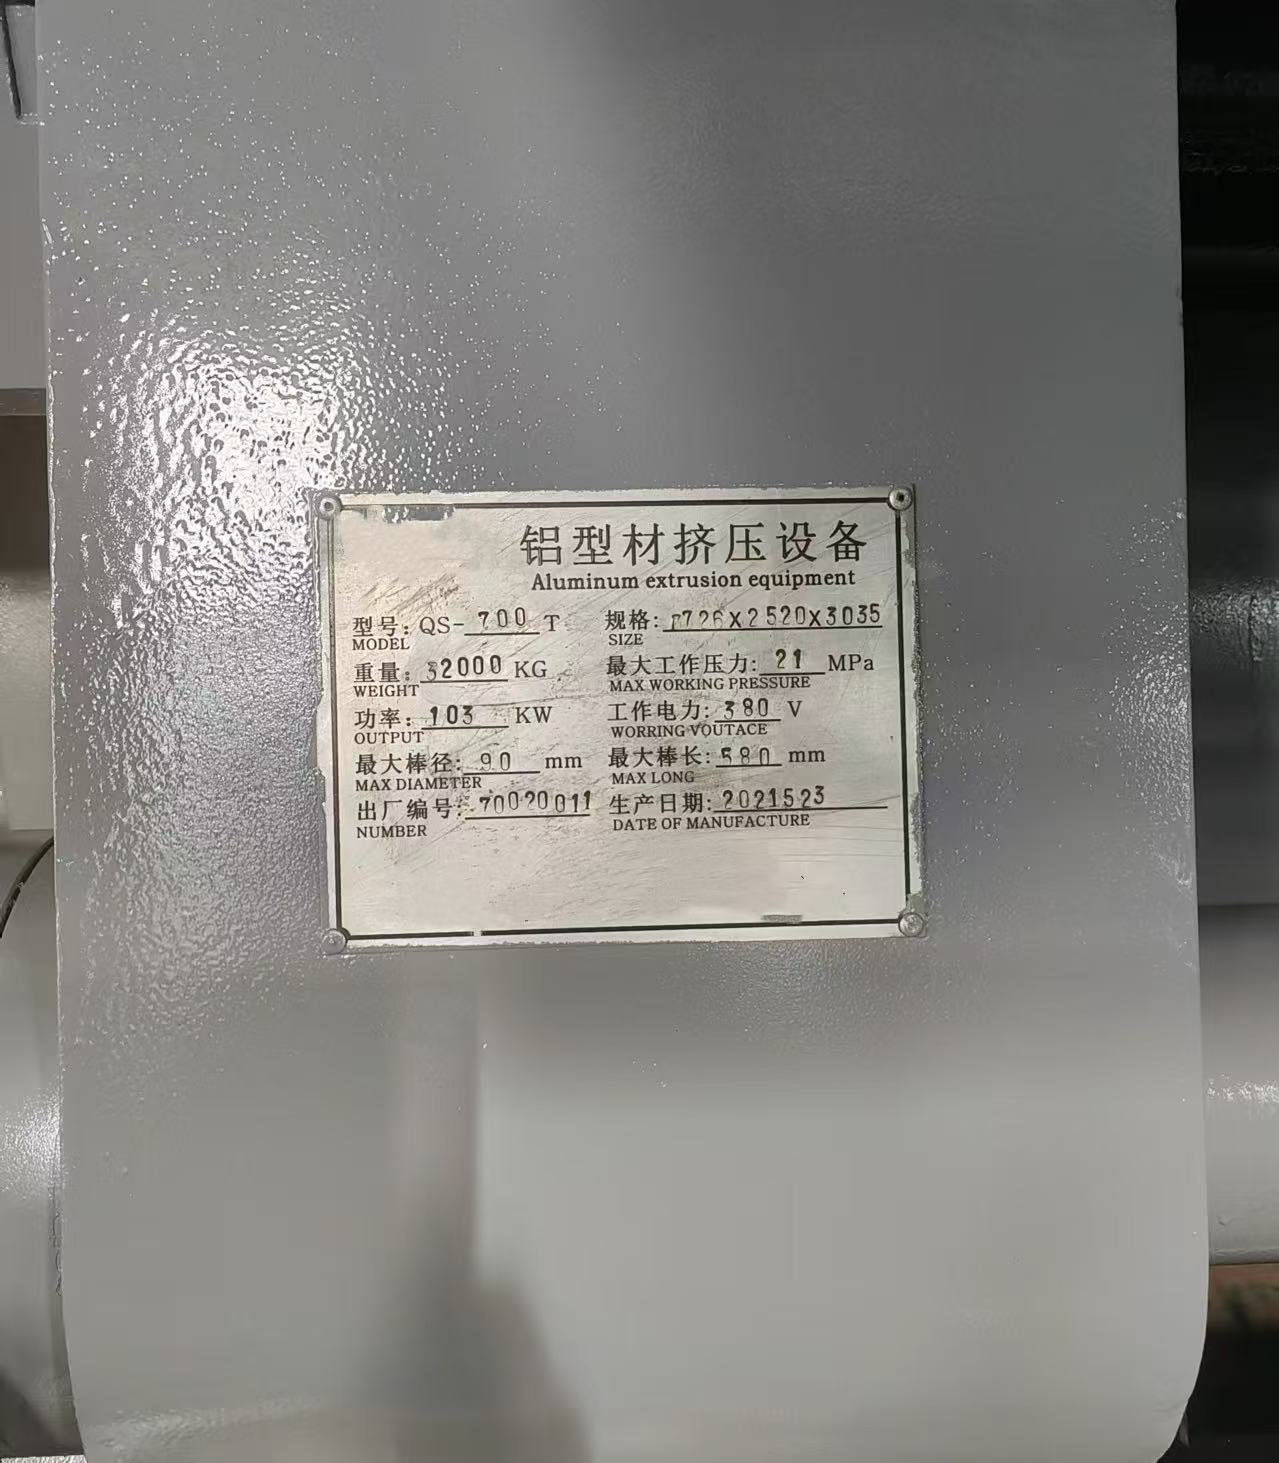 铝型材挤压设备
Aluminum extrusion equipment
型号: QS-700T 规格: 7726X2520X3035
MODEL SIZE
重量: 32000 KG 最大工作压力: 21 MPa
WEIGHT MAX WORKING PRESSURE
功率: 103 KW 工作电力: 380 V
OUTPUT WORRING VOUTACE
最大棒径: 90 mm 最大棒长: 580 mm
MAX DIAMETER MAX LONG
出厂编号: 70020011 生产日期: 2021523
NUMBER DATE OF MANUFACTURE